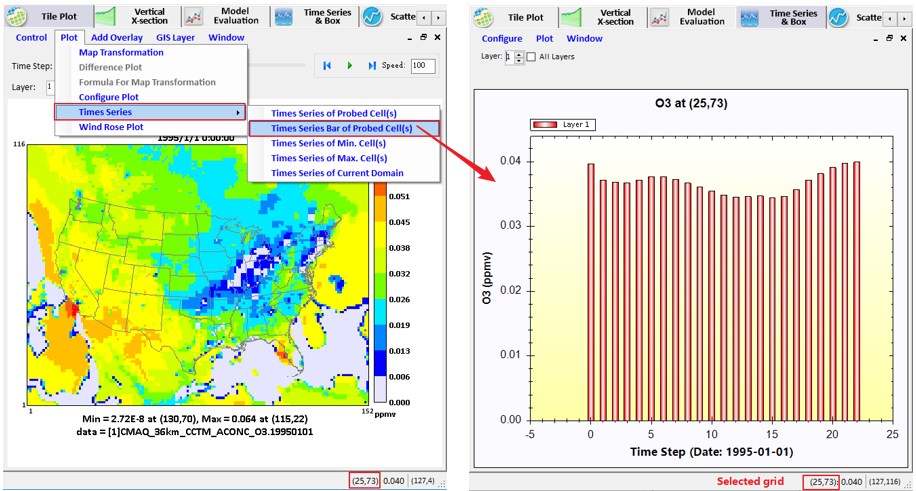 Tile Plot
Vertical
X-section
Model
Evaluation
Time Series
& Box
Scatte
Control Plot Add Overlay GIS Layer Window
Time Step:
Speed: 100
Layer: 1
Map Transformation
Difference Plot
Formula For Map Transformation
Configure Plot
Times Series
Wind Rose Plot
Times Series of Probed Cell(s)
Times Series Bar of Probed Cell(s)
Times Series of Min. Cell(s)
Times Series of Max. Cell(s)
Times Series of Current Domain
1995/1/1 0:00:00
116
1
1
152
0.051
0.045
0.038
0.032
0.026
0.019
0.013
0.006
0.000
ppmv
Min = 2.72E-8 at (130,70), Max = 0.064 at (115,22)
data = [1]CMAQ_36km_CCTM_ACONC_O3.19950101
(25,73) 0.040 (127,4)
Tile Plot
Vertical
X-section
Model
Evaluation
Time Series
& Box
Scatte
Configure Plot Window
Layer: 1 All Layers
O3 at (25,73)
Layer 1
O3 (ppmv)
0.04
0.03
0.02
0.01
0.00
-5 0 5 10 15 20 25
Time Step (Date: 1995-01-01)
Selected grid (25,73): 0.040 (127,116)